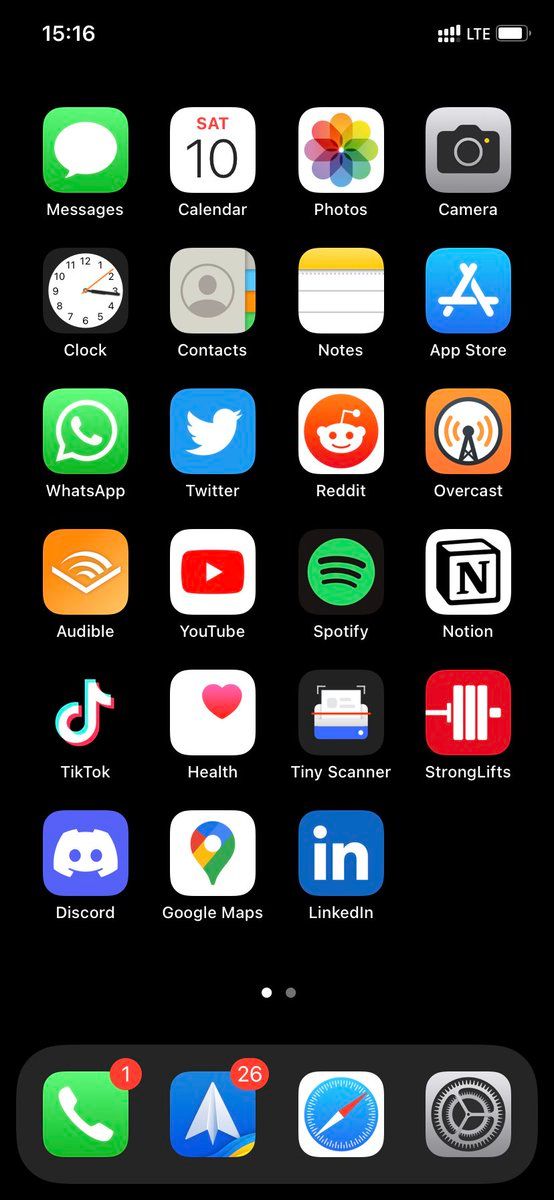 15:16 LTE
SAT
10
Messages Calendar Photos Camera
12
11 1
10 2
9 3
8 4
7 5
6
Clock Contacts Notes App Store
WhatsApp Twitter Reddit Overcast
N
Audible YouTube Spotify Notion
TikTok Health Tiny Scanner StrongLifts
in
Discord Google Maps LinkedIn
1 26